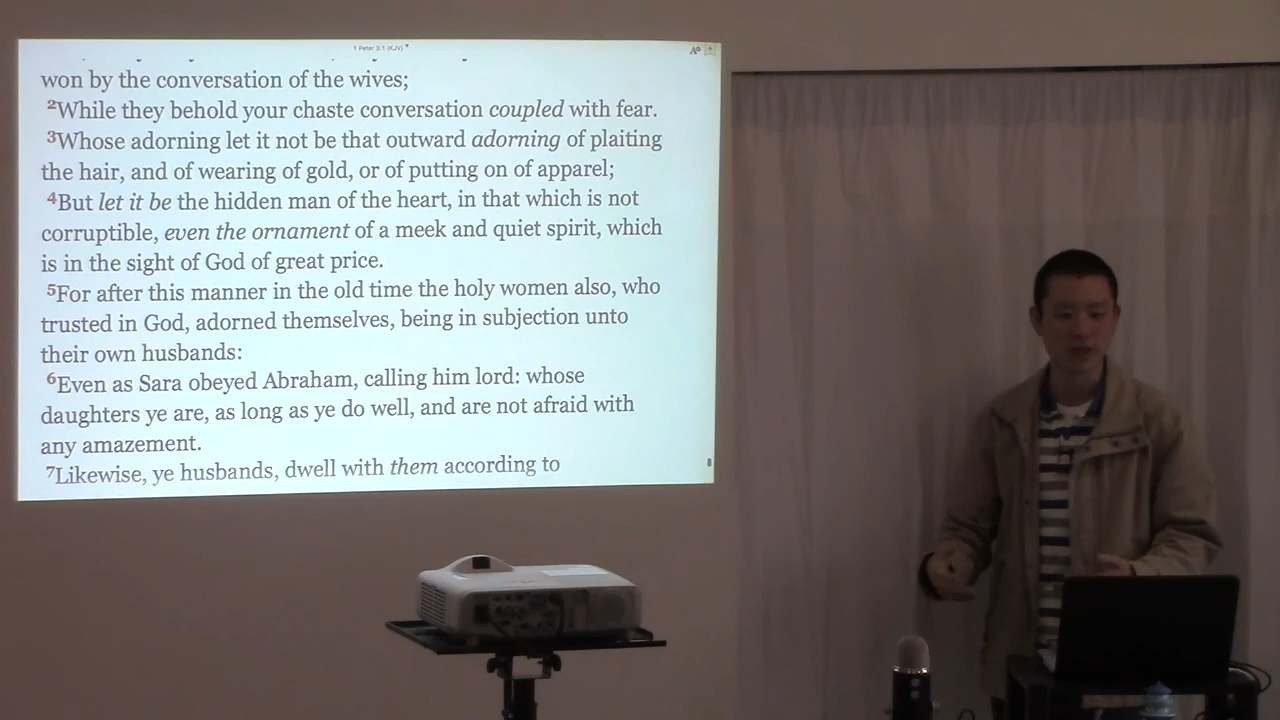 1 Peter 3:1 (KJV)
won by the conversation of the wives;
2While they behold your chaste conversation coupled with fear.
3Whose adorning let it not be that outward adorning of plaiting
the hair, and of wearing of gold, or of putting on of apparel;
4But let it be the hidden man of the heart, in that which is not
corruptible, even the ornament of a meek and quiet spirit, which
is in the sight of God of great price.
5For after this manner in the old time the holy women also, who
trusted in God, adorned themselves, being in subjection unto
their own husbands:
6Even as Sara obeyed Abraham, calling him lord: whose
daughters ye are, as long as ye do well, and are not afraid with
any amazement.
7Likewise, ye husbands, dwell with them according to